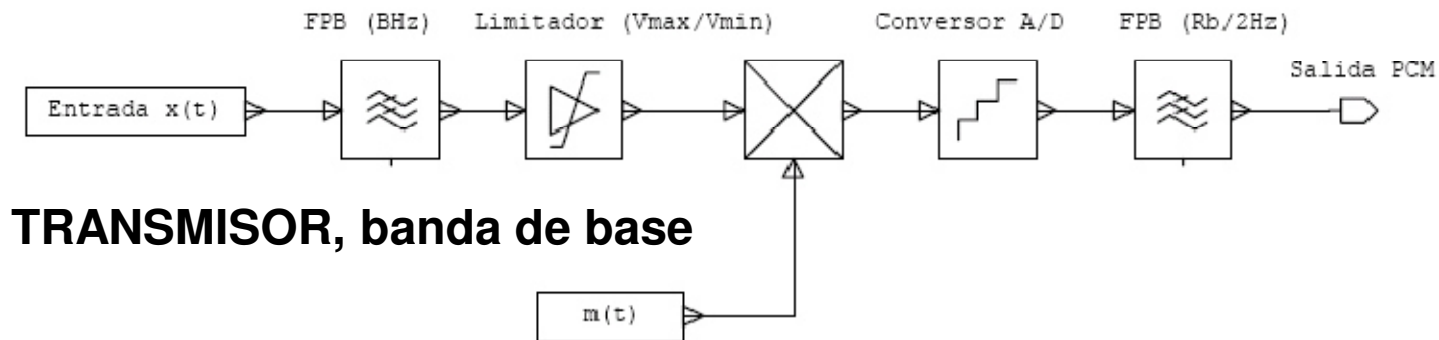 FPB (BHz) Limitador (Vmax/Vmin) Conversor A/D FPB (Rb/2Hz)
Salida PCM
Entrada x(t)
TRANSMISOR, banda de base
m(t)